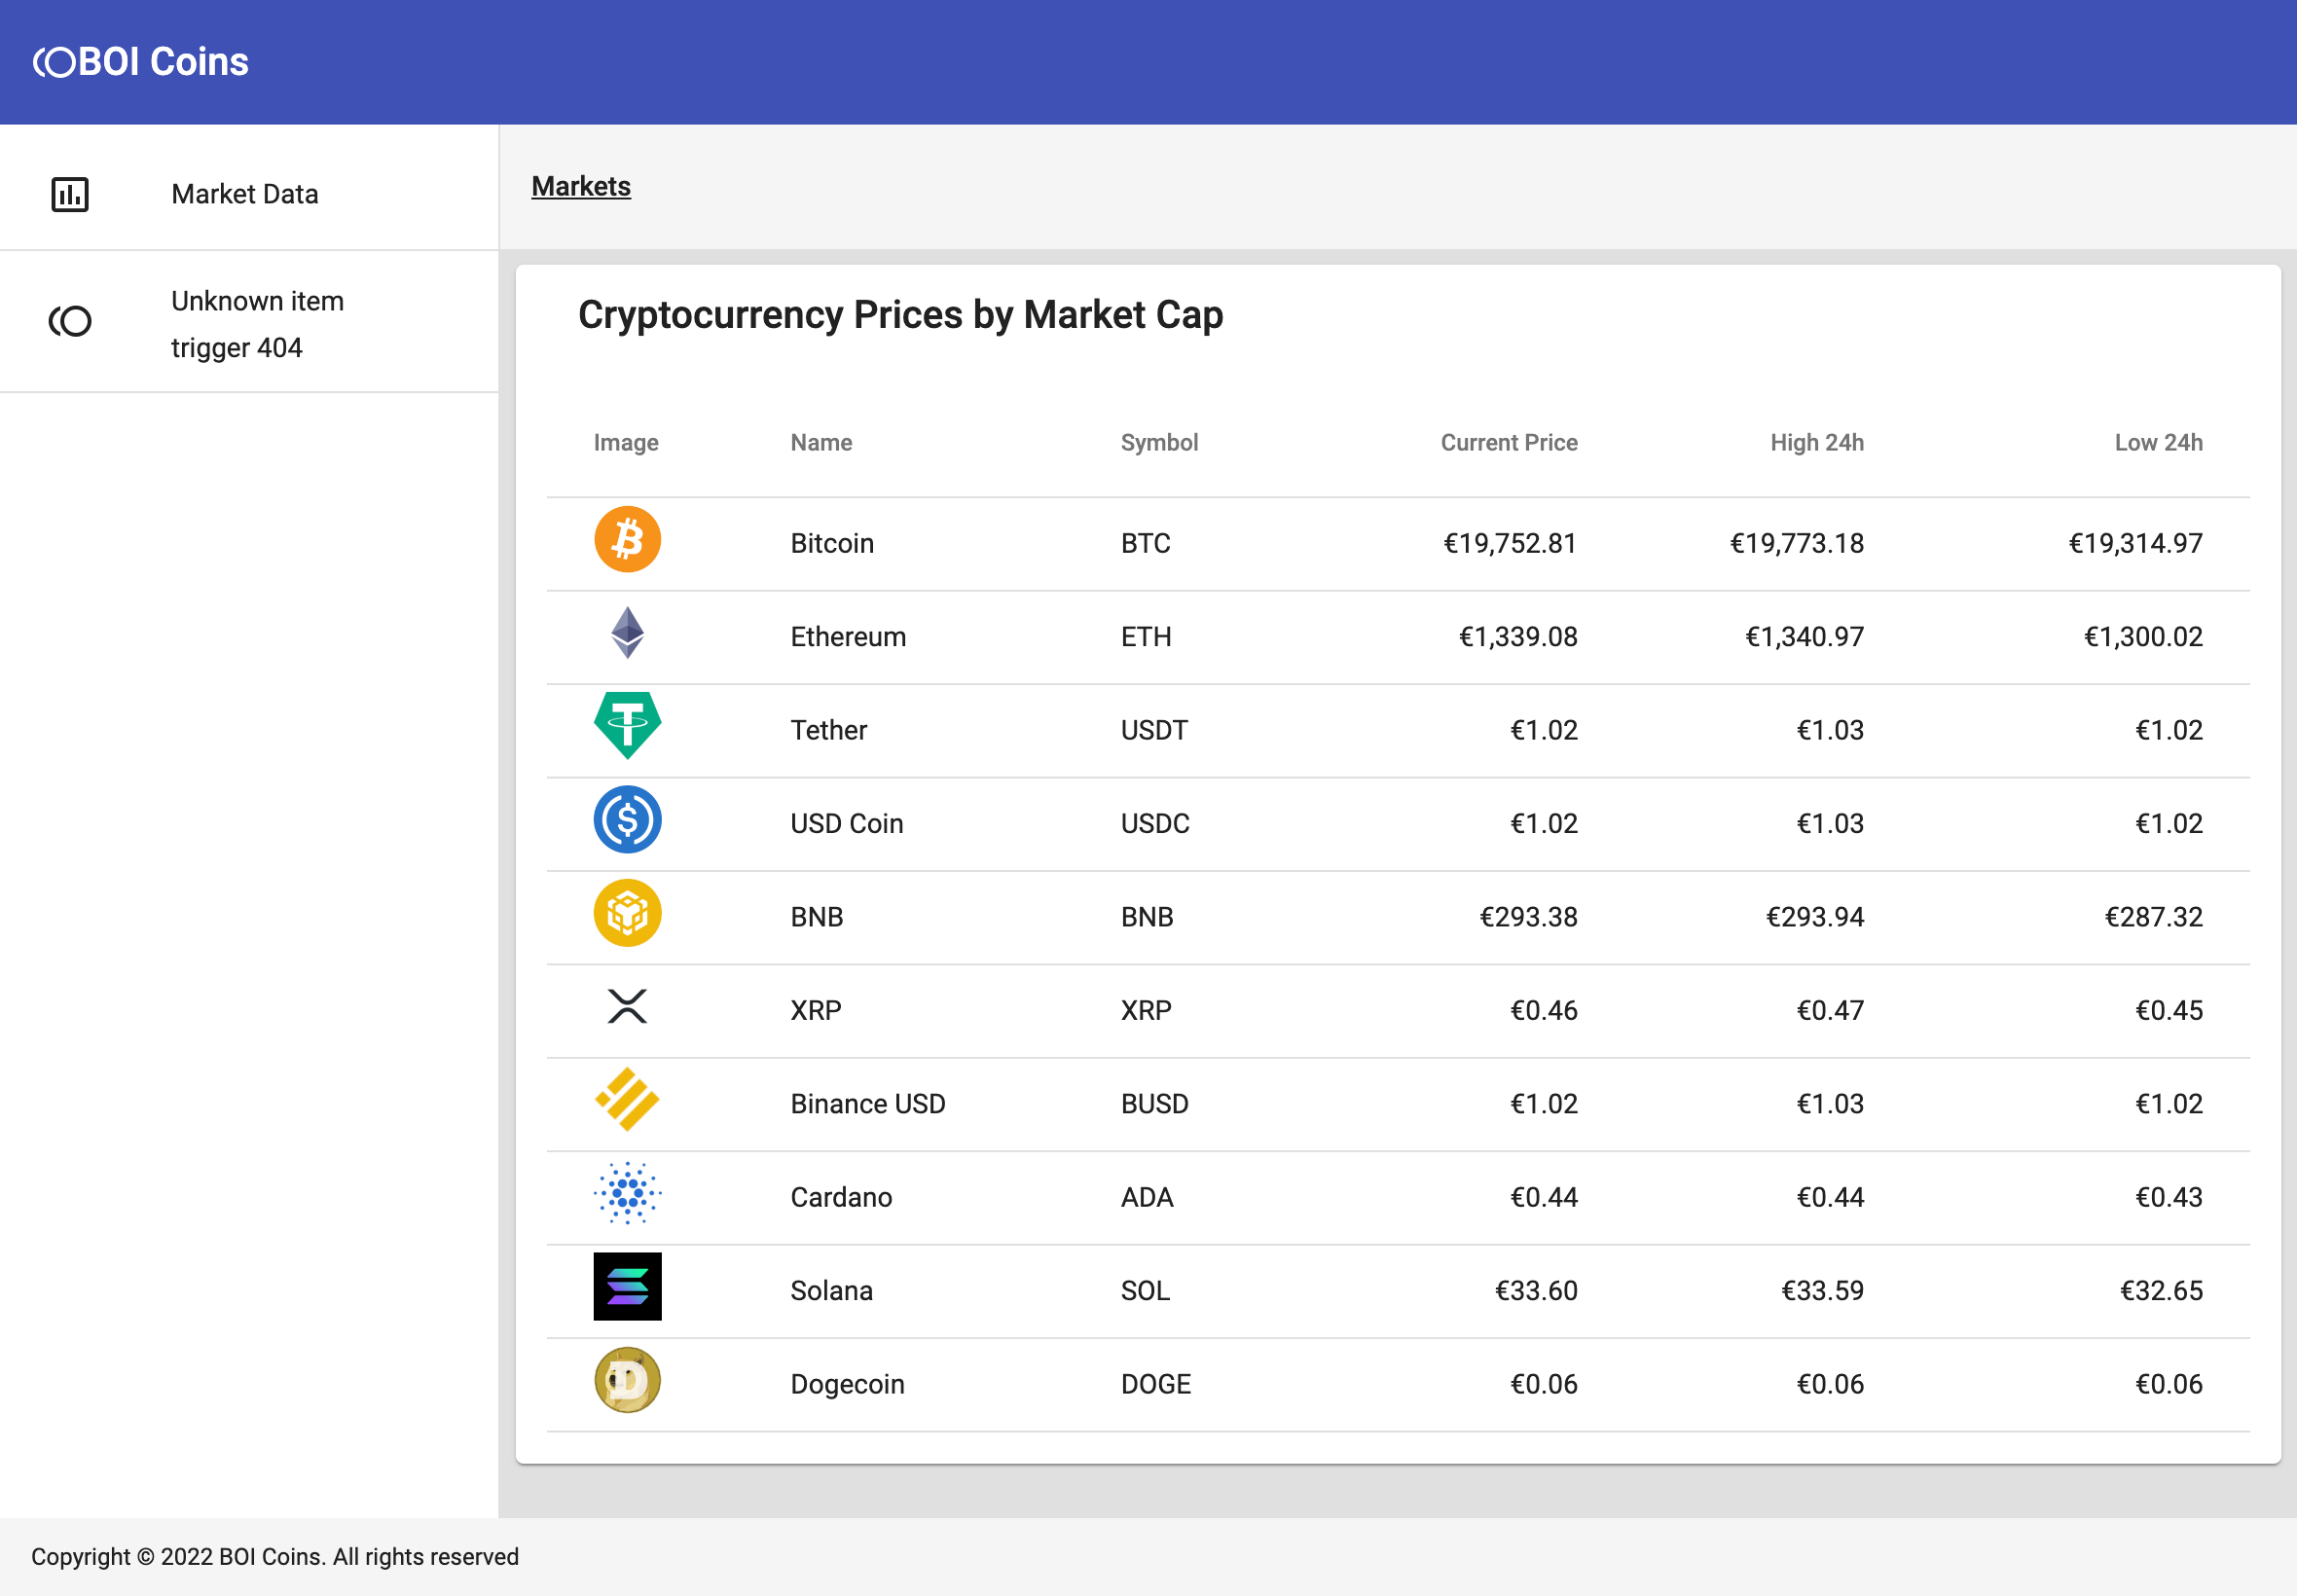 BOI Coins
Market Data
Unknown item
trigger 404
Markets
Cryptocurrency Prices by Market Cap
Image Name Symbol Current Price High 24h Low 24h
Bitcoin BTC €19,752.81 €19,773.18 €19,314.97
Ethereum ETH €1,339.08 €1,340.97 €1,300.02
Tether USDT €1.02 €1.03 €1.02
USD Coin USDC €1.02 €1.03 €1.02
BNB BNB €293.38 €293.94 €287.32
XRP XRP €0.46 €0.47 €0.45
Binance USD BUSD €1.02 €1.03 €1.02
Cardano ADA €0.44 €0.44 €0.43
Solana SOL €33.60 €33.59 €32.65
Dogecoin DOGE €0.06 €0.06 €0.06
Copyright © 2022 BOI Coins. All rights reserved